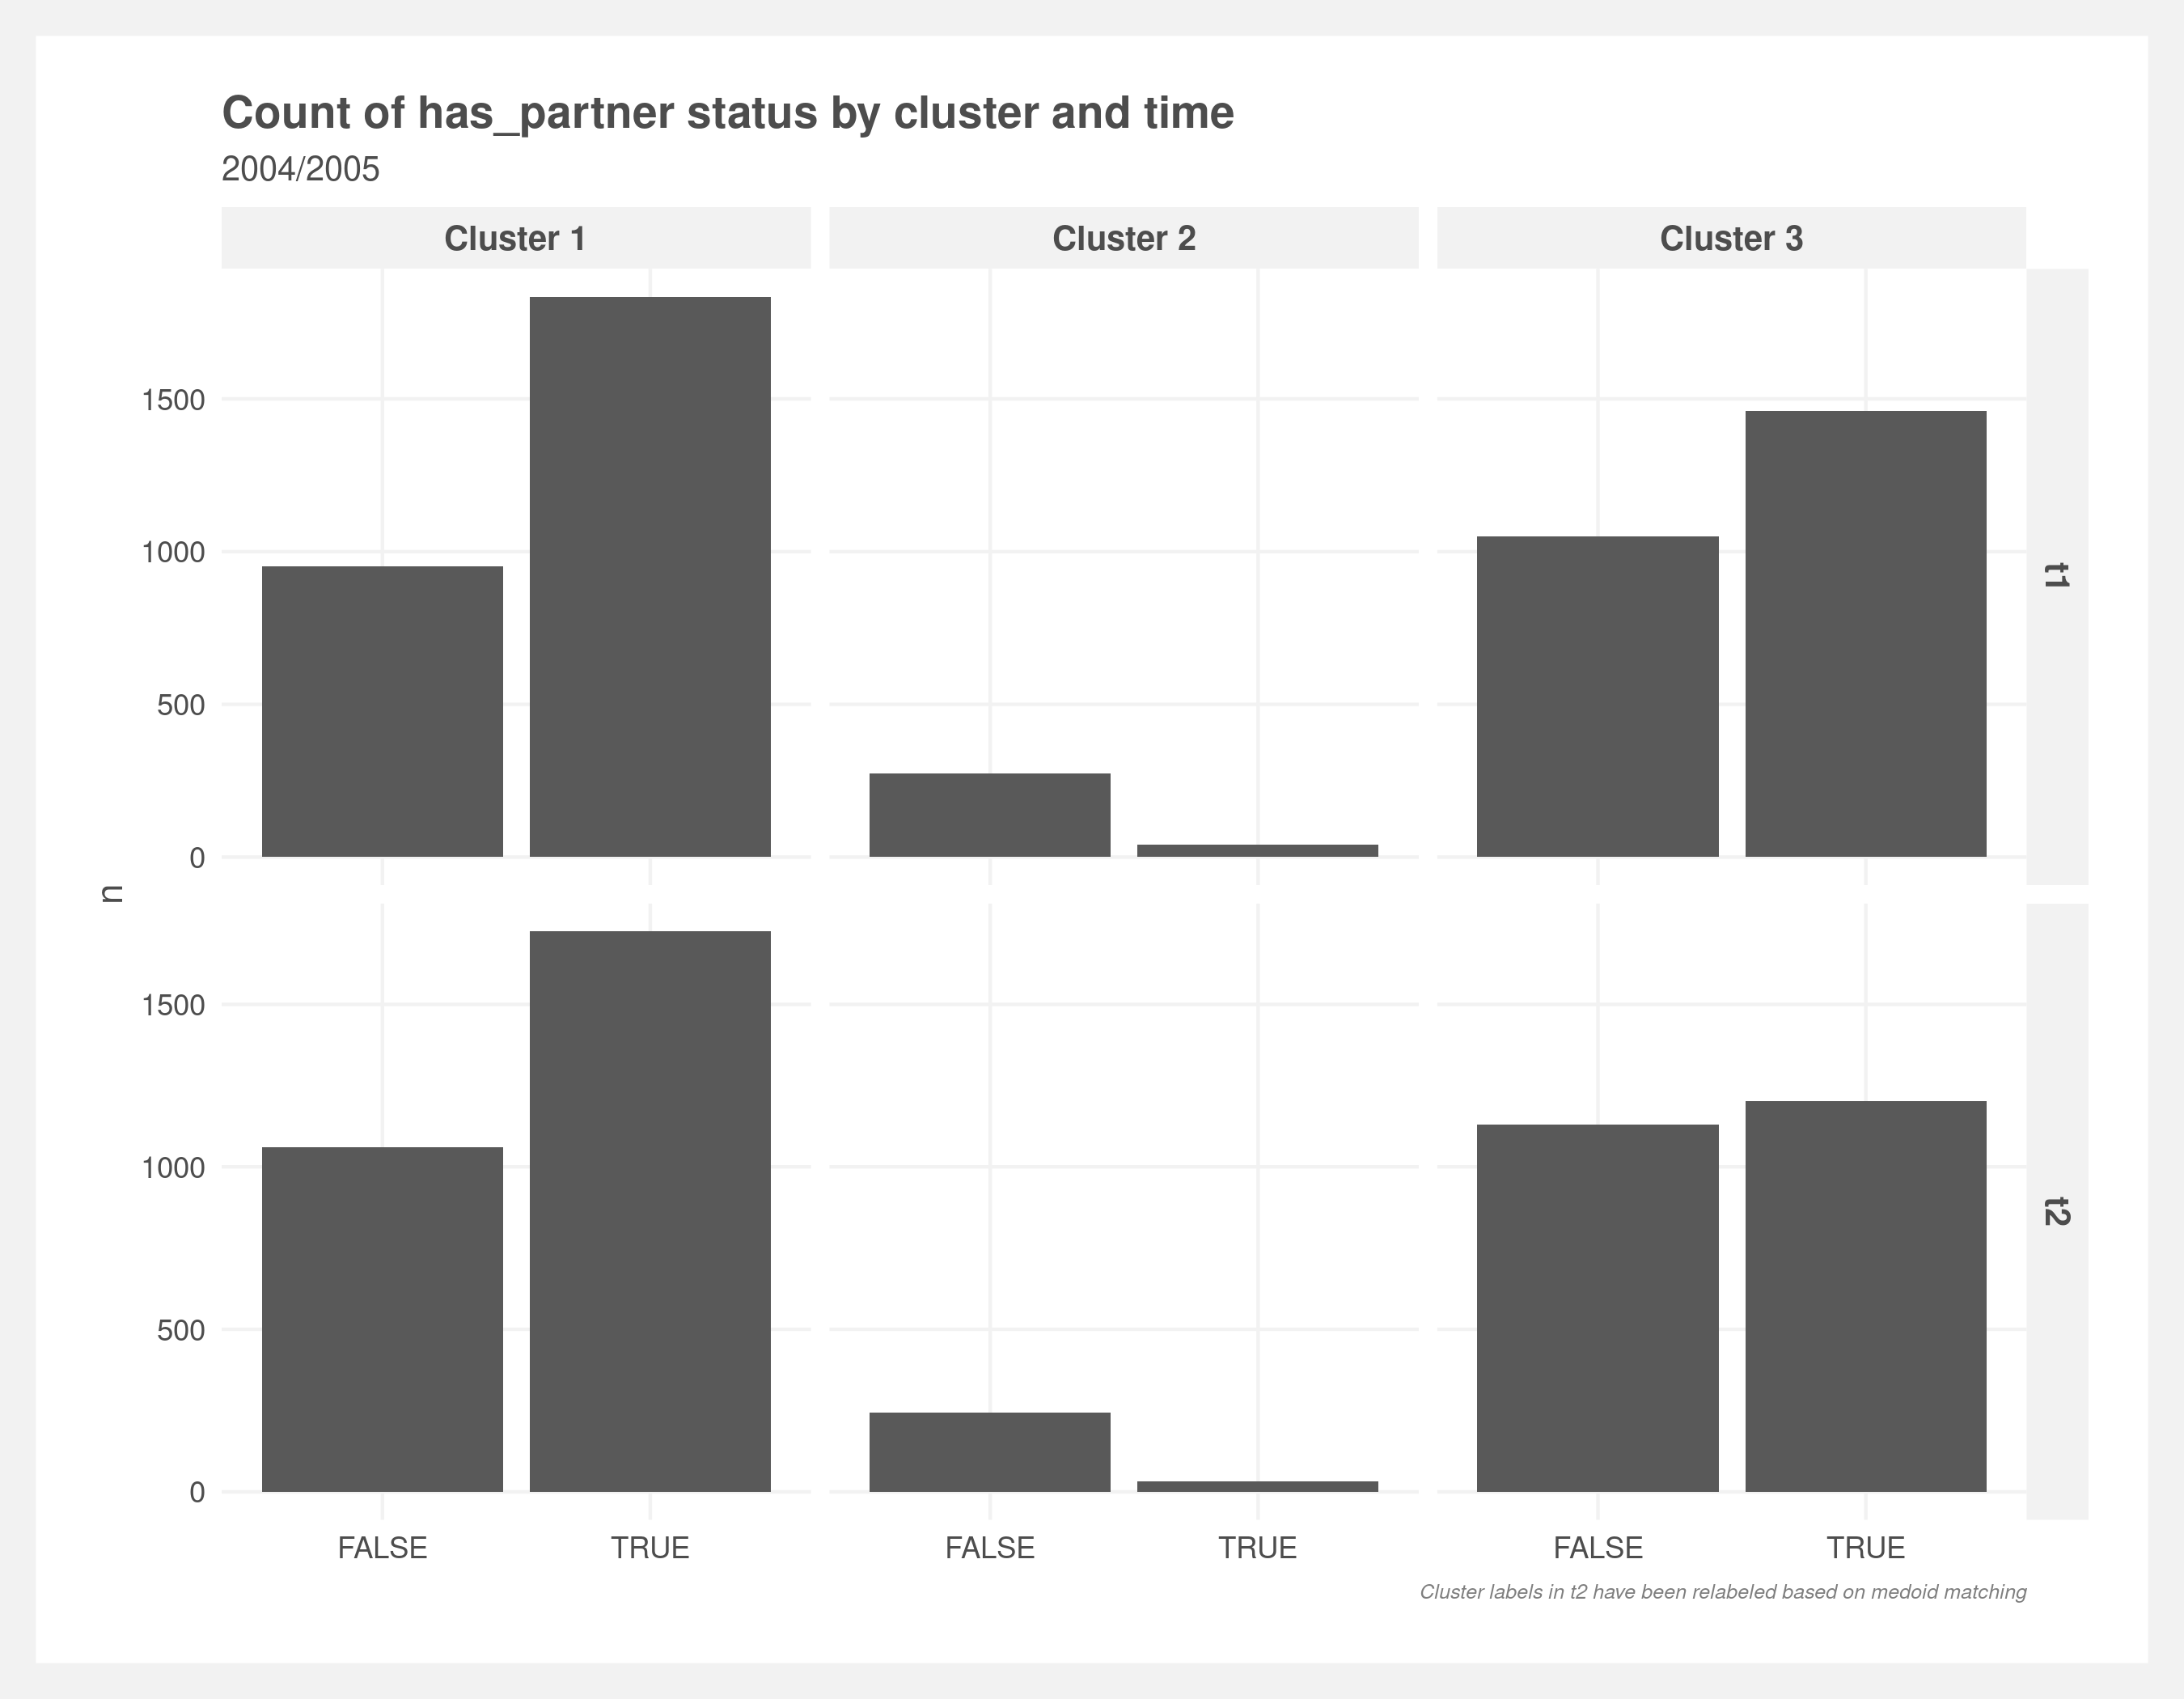 Count of has_partner status by cluster and time
2004/2005
Cluster 1
Cluster 2
Cluster 3
1500
1000
500
0
t1
n
1500
1000
500
0
t2
FALSE
TRUE
FALSE
TRUE
FALSE
TRUE
Cluster labels in t2 have been relabeled based on medoid matching